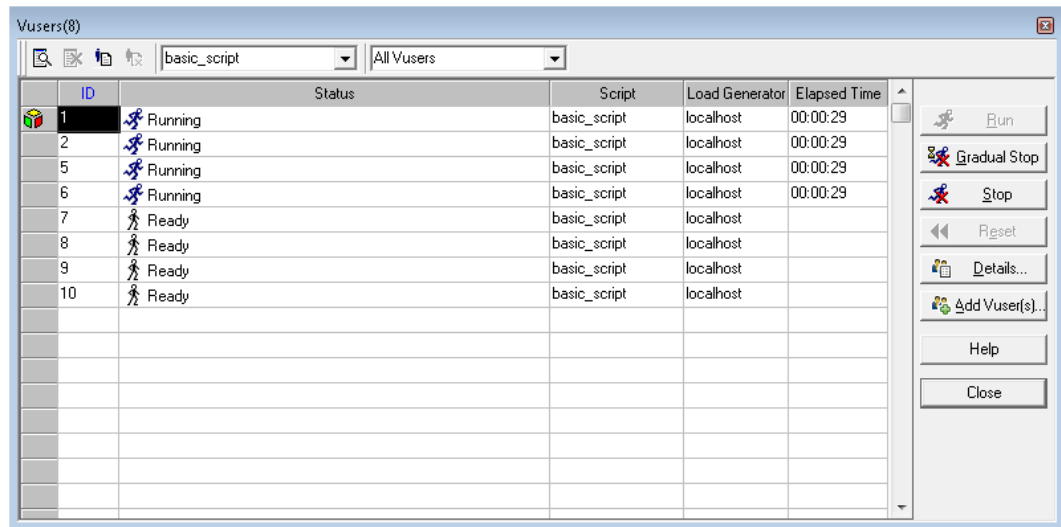 Vusers(8)
basic_script All Vusers
ID Status Script Load Generator Elapsed Time
1 Running basic_script localhost 00:00:29
2 Running basic_script localhost 00:00:29
5 Running basic_script localhost 00:00:29
6 Running basic_script localhost 00:00:29
7 Ready basic_script localhost
8 Ready basic_script localhost
9 Ready basic_script localhost
10 Ready basic_script localhost
Run
Gradual Stop
Stop
Reset
Details...
Add Vuser(s)...
Help
Close